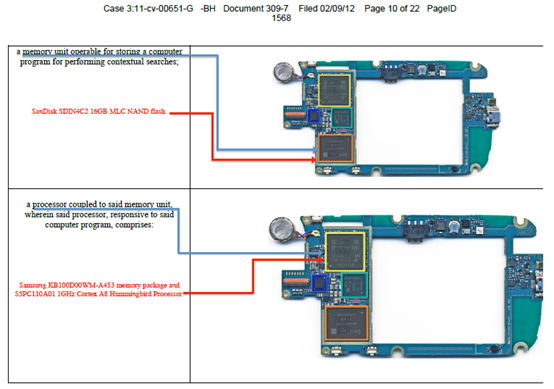 Case 3:11-cv-00651-G -BH Document 309-7 Filed 02/09/12 Page 10 of 22 PageID
1568
a memory unit operable for storing a computer
program for performing contextual searches;
SanDisk SDIN4C2 16GB MLC NAND flash
a processor coupled to said memory unit,
wherein said processor, responsive to said
computer program, comprises:
Samsung KB100D00WM-A453 memory package and
S5PC110A01 1GHz Cortex A8 Hummingbird Processor